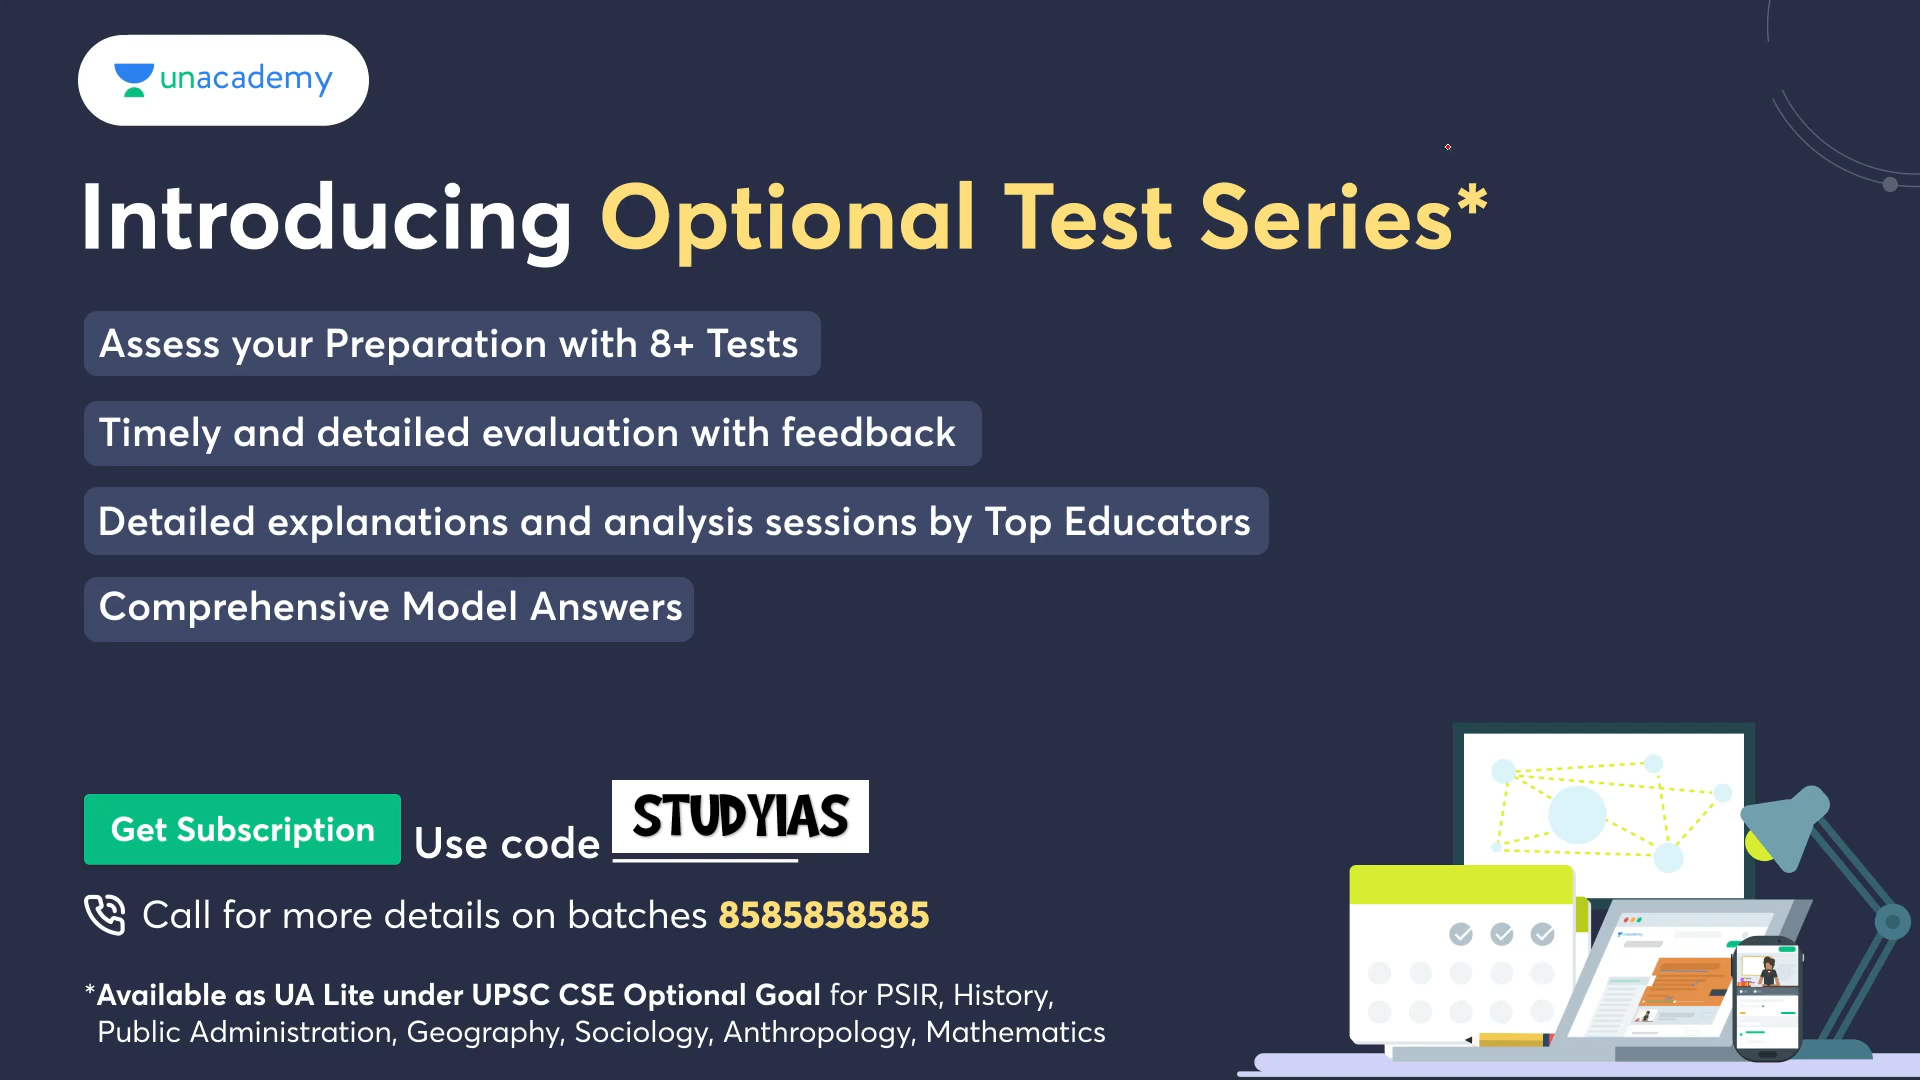 unacademy
Introducing Optional Test Series*
Assess your Preparation with 8+ Tests
Timely and detailed evaluation with feedback
Detailed explanations and analysis sessions by Top Educators
Comprehensive Model Answers
Get Subscription Use code STUDYIAS
Call for more details on batches 8585858585
*Available as UA Lite under UPSC CSE Optional Goal for PSIR, History,
Public Administration, Geography, Sociology, Anthropology, Mathematics